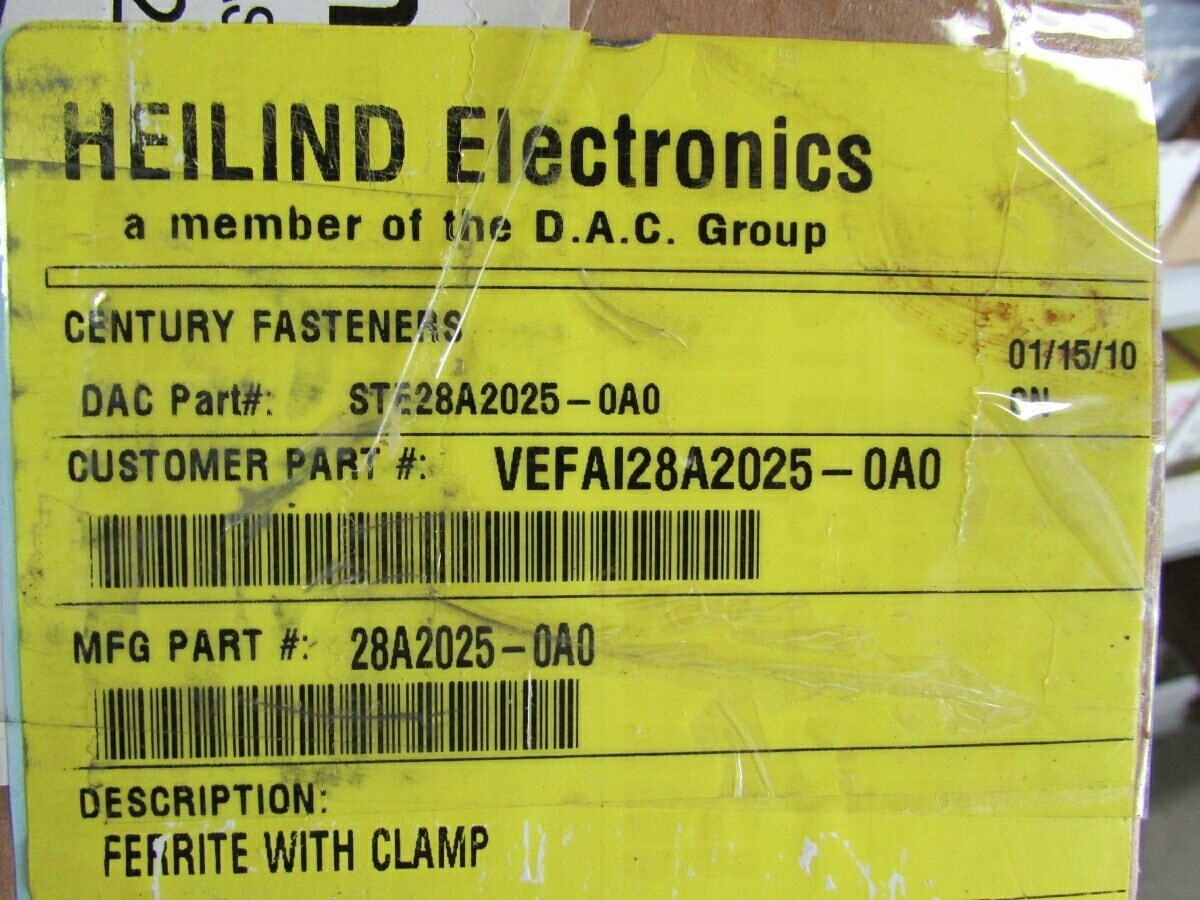 HEILIND Electronics
a member of the D.A.C. Group
CENTURY FASTENERS
01/15/10
DAC Part#: STE28A2025-0A0
CUSTOMER PART #: VEFAI28A2025-0A0
MFG PART #: 28A2025-0A0
DESCRIPTION:
FERRITE WITH CLAMP